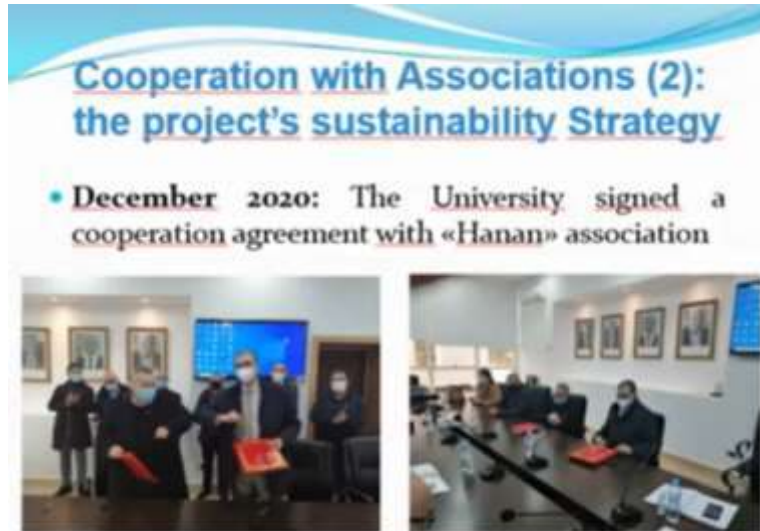 Cooperation with Associations (2):
the project's sustainability Strategy
• December 2020: The University signed a
cooperation agreement with «Hanan» association